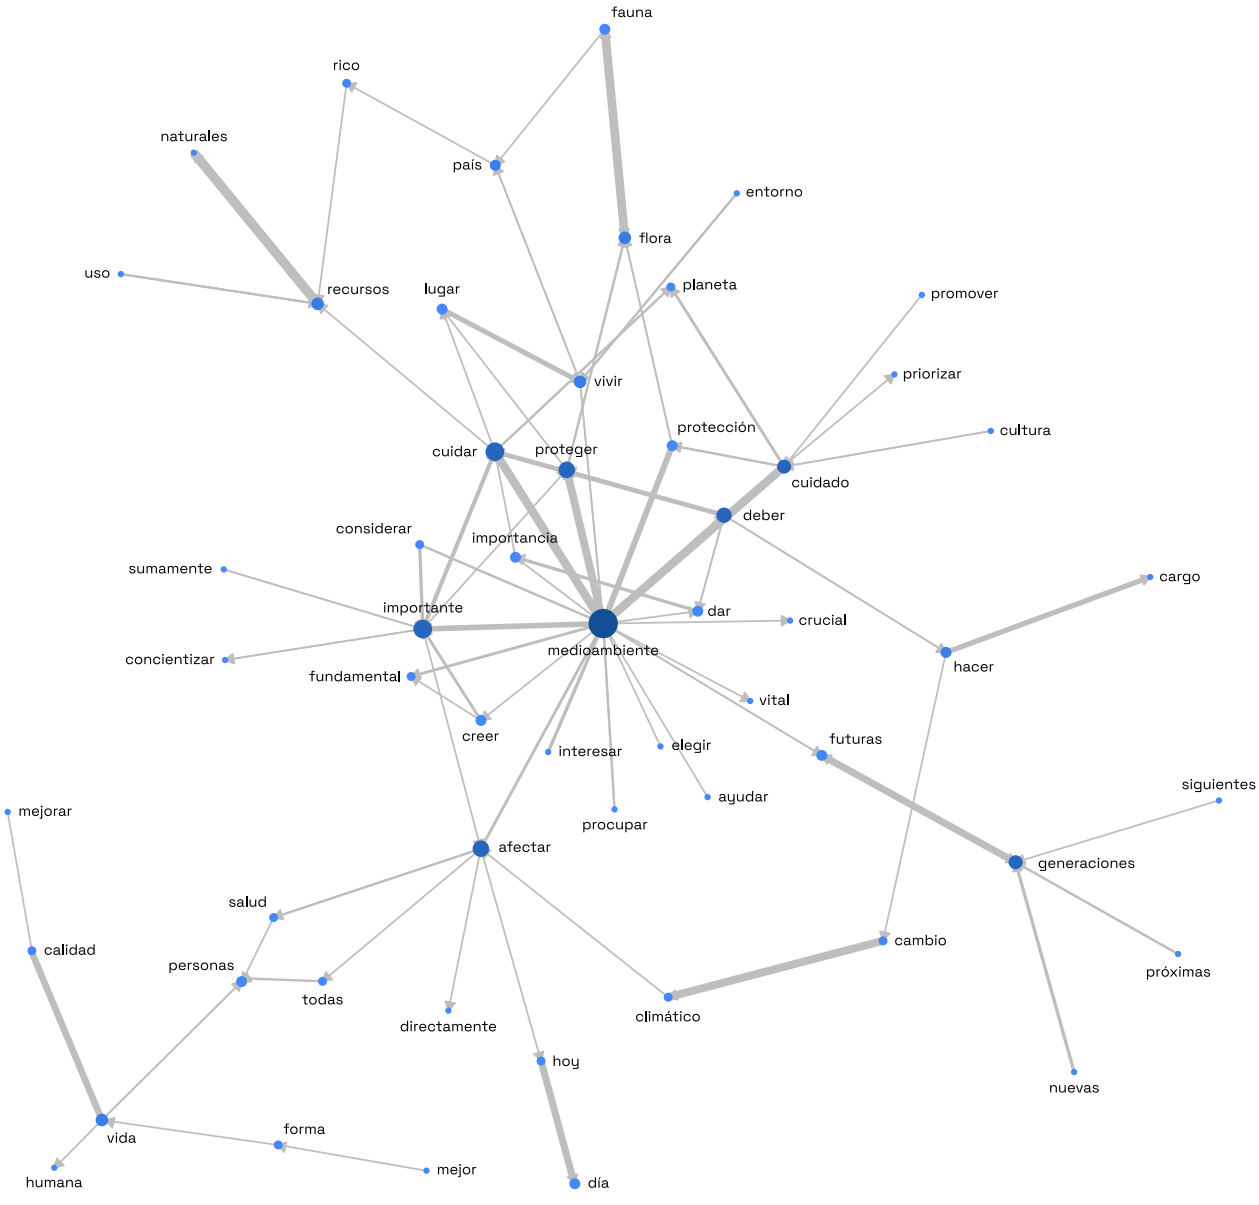 fauna
rico
naturales
país
entorno
flora
uso
recursos
lugar
planeta
promover
vivir
priorizar
protección
cultura
cuidar
proteger
cuidado
deber
considerar
importancia
sumamente
cargo
importante
dar
crucial
medioambiente
concientizar
hacer
fundamental
vital
creer
futuras
interesar
elegir
siguientes
ayudar
mejorar
procupar
afectar
generaciones
salud
calidad
cambio
personas
próximas
todas
climático
directamente
hoy
nuevas
forma
vida
mejor
humana
día